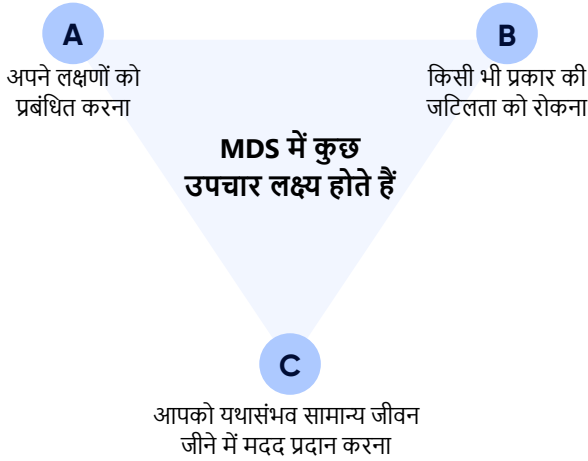 A
अपने लक्षणों को
प्रबंधित करना
B
किसी भी प्रकार की
जटिलता को रोकना
MDS में कुछ
उपचार लक्ष्य होते हैं
C
आपको यथासंभव सामान्य जीवन
जीने में मदद प्रदान करना